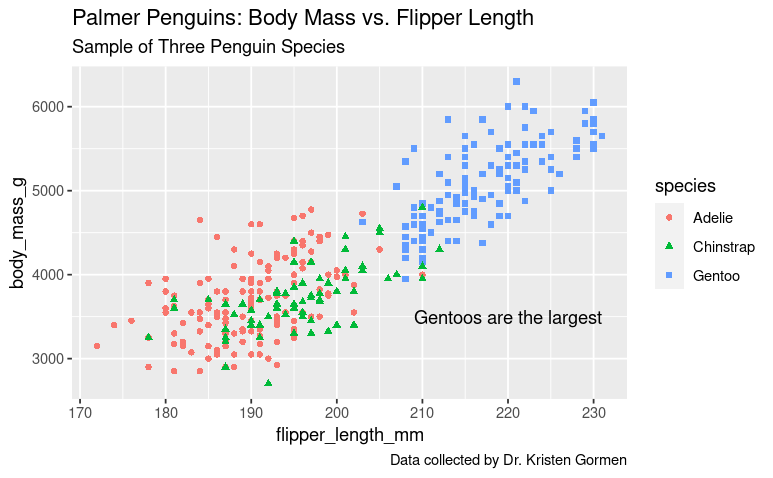 Palmer Penguins: Body Mass vs. Flipper Length
Sample of Three Penguin Species
body_mass_g
6000
5000
4000
3000
Gentoos are the largest
170 180 190 200 210 220 230
flipper_length_mm
species
Adelie
Chinstrap
Gentoo
Data collected by Dr. Kristen Gormen